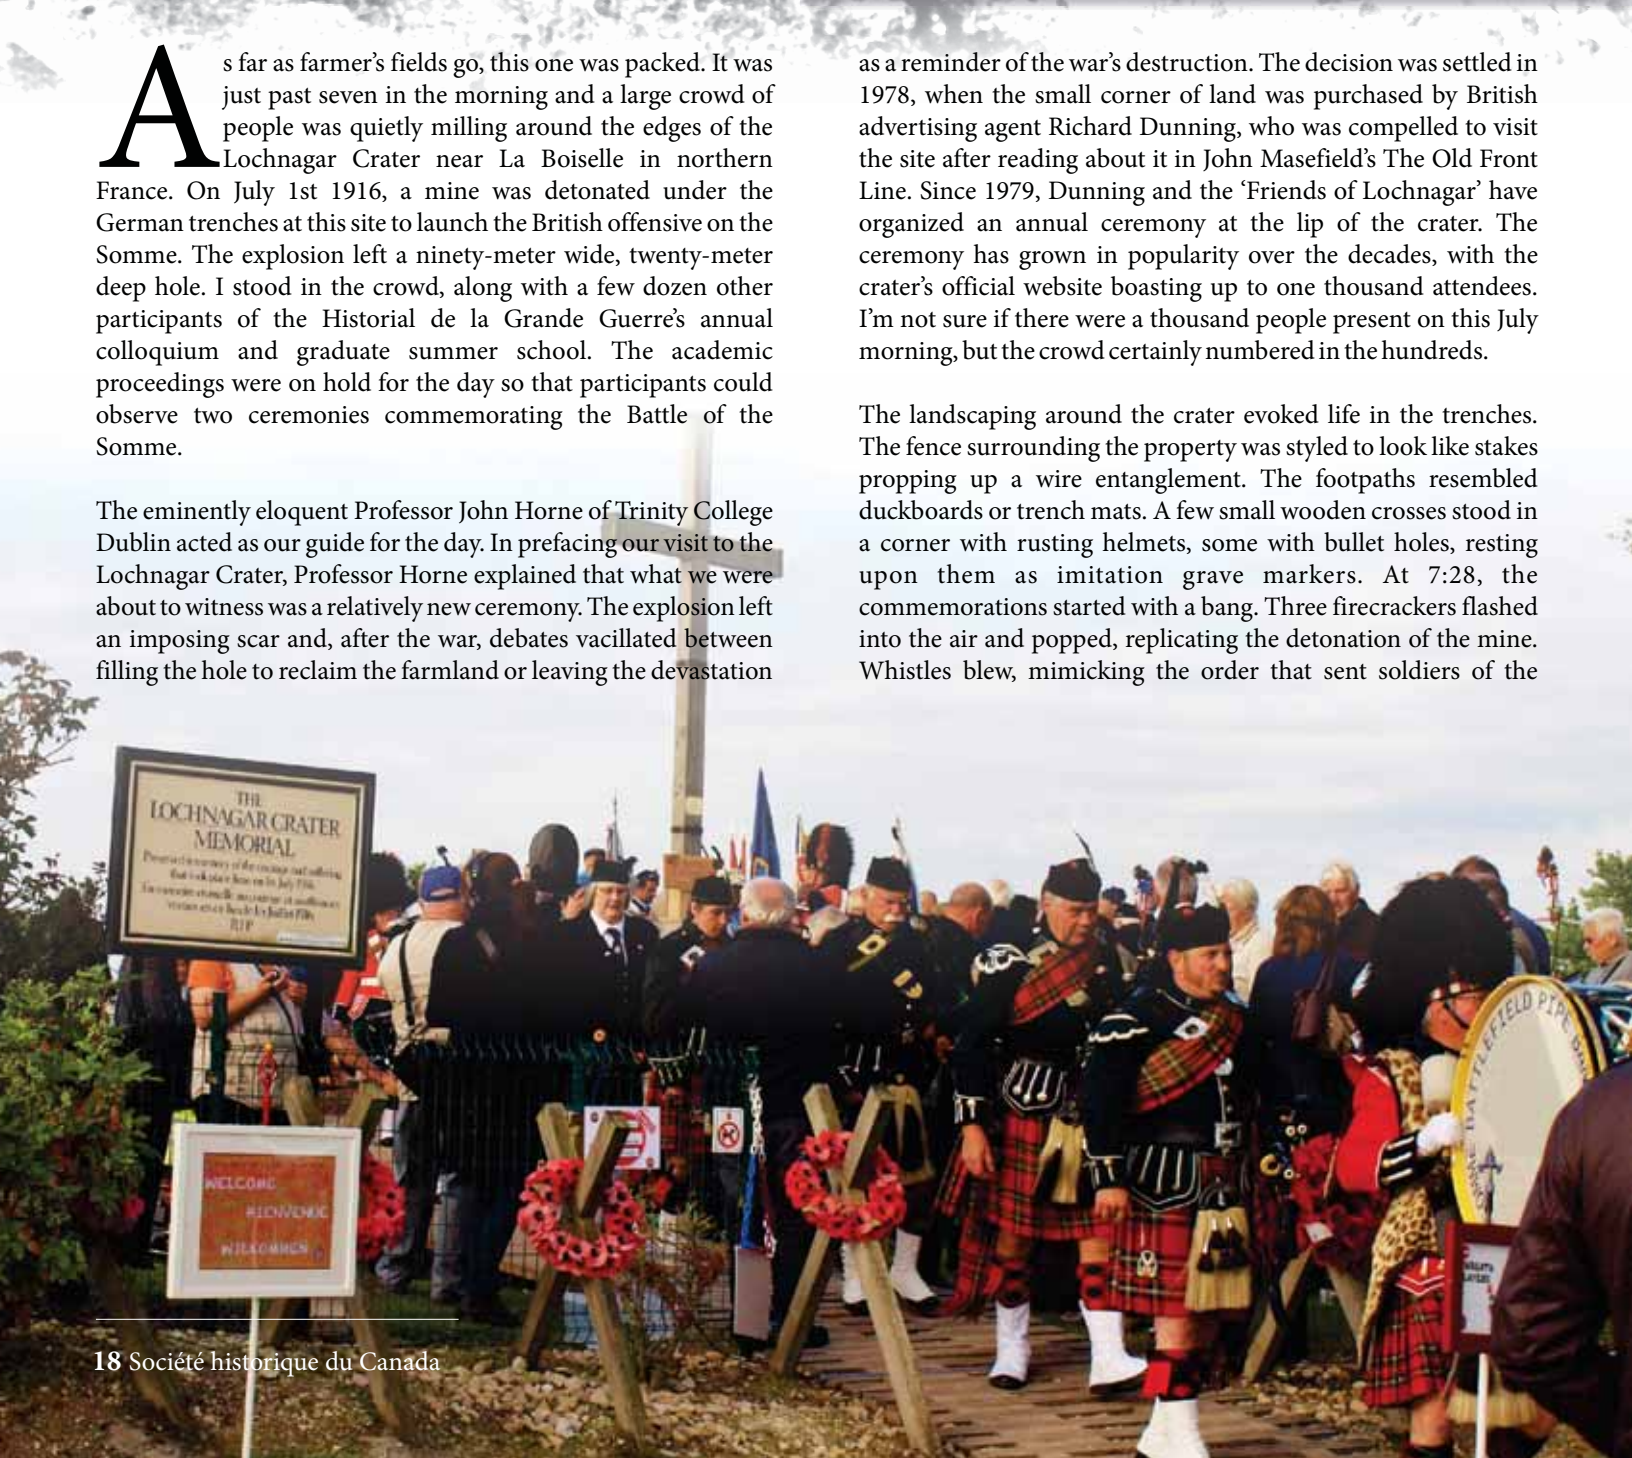 As far as farmer's fields go, this one was packed. It was
just past seven in the morning and a large crowd of
people was quietly milling around the edges of the
Lochnagar Crater near La Boiselle in northern
France. On July 1st 1916, a mine was detonated under the
German trenches at this site to launch the British offensive on the
Somme. The explosion left a ninety-meter wide, twenty-meter
deep hole. I stood in the crowd, along with a few dozen other
participants of the Historial de la Grande Guerre's annual
colloquium and graduate summer school. The academic
proceedings were on hold for the day so that participants could
observe two ceremonies commemorating the Battle of the
Somme.
The eminently eloquent Professor John Horne of Trinity College
Dublin acted as our guide for the day. In prefacing our visit to the
Lochnagar Crater, Professor Horne explained that what we were
about to witness was a relatively new ceremony. The explosion left
an imposing scar and, after the war, debates vacillated between
filling the hole to reclaim the farmland or leaving the devastation
as a reminder of the war's destruction. The decision was settled in
1978, when the small corner of land was purchased by British
advertising agent Richard Dunning, who was compelled to visit
the site after reading about it in John Masefield's The Old Front
Line. Since 1979, Dunning and the 'Friends of Lochnagar' have
organized an annual ceremony at the lip of the crater. The
ceremony has grown in popularity over the decades, with the
crater's official website boasting up to one thousand attendees.
I'm not sure if there were a thousand people present on this July
morning, but the crowd certainly numbered in the hundreds.
The landscaping around the crater evoked life in the trenches.
The fence surrounding the property was styled to look like stakes
propping up a wire entanglement. The footpaths resembled
duckboards or trench mats. A few small wooden crosses stood in
a corner with rusting helmets, some with bullet holes, resting
upon them as imitation grave markers. At 7:28, the
commemorations started with a bang. Three firecrackers flashed
into the air and popped, replicating the detonation of the mine.
Whistles blew, mimicking the order that sent soldiers of the
THE
LOCHNAGAR CRATER
MEMORIAL
WELCOME
BIENVENUE
WILLKOMMEN
BATTLEFIELD PIPE
18 Société historique du Canada